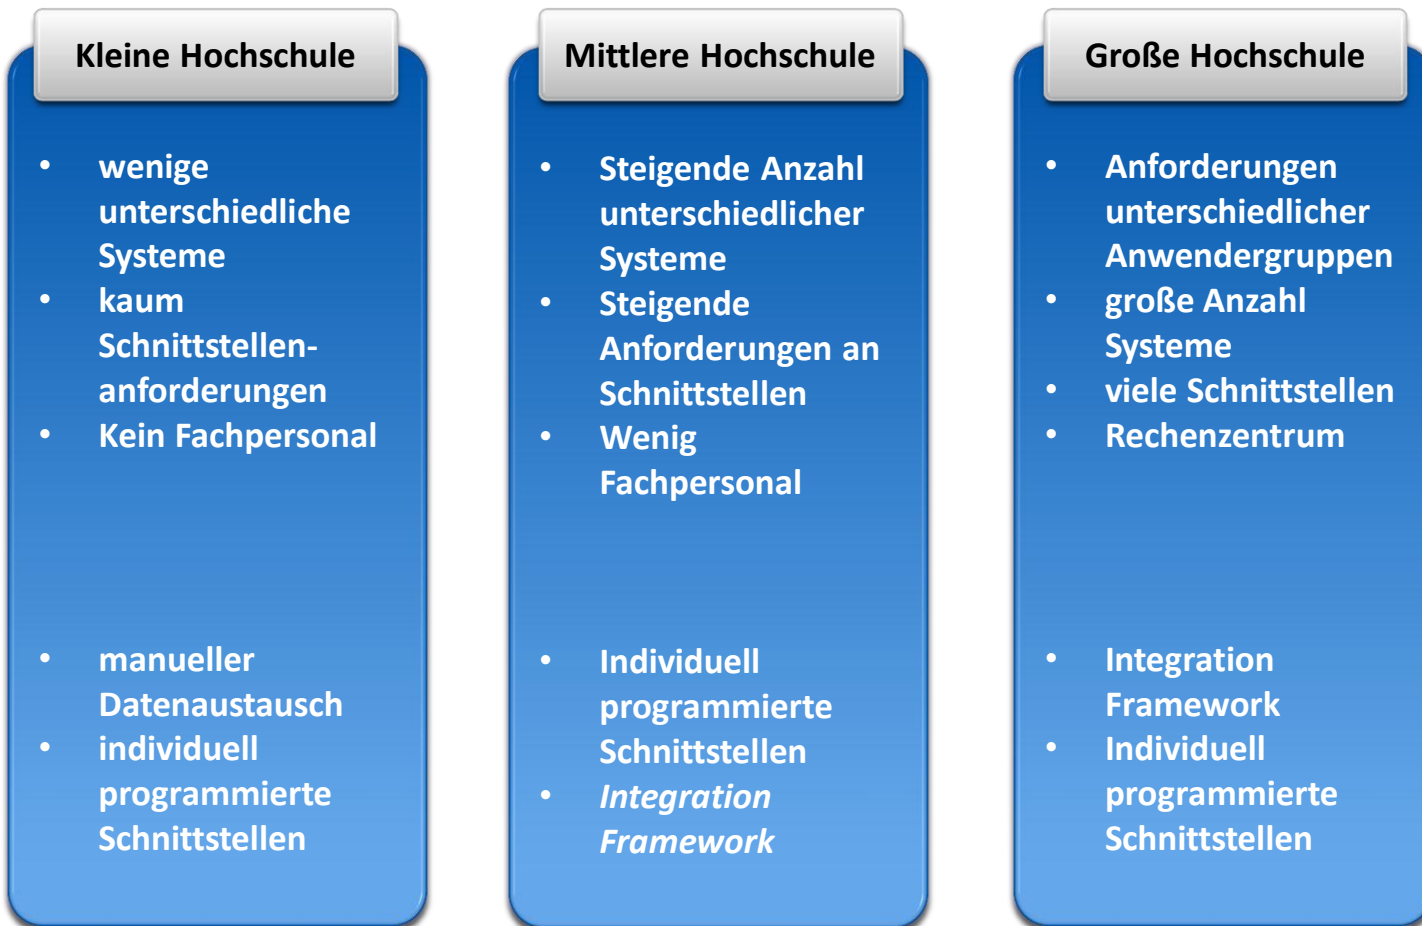 Kleine Hochschule
• wenige
unterschiedliche
Systeme
• kaum
Schnittstellen-
anforderungen
• Kein Fachpersonal
• manueller
Datenaustausch
• individuell
programmierte
Schnittstellen
Mittlere Hochschule
• Steigende Anzahl
unterschiedlicher
Systeme
• Steigende
Anforderungen an
Schnittstellen
• Wenig
Fachpersonal
• Individuell
programmierte
Schnittstellen
• Integration
Framework
Große Hochschule
• Anforderungen
unterschiedlicher
Anwendergruppen
• große Anzahl
Systeme
• viele Schnittstellen
• Rechenzentrum
• Integration
Framework
• Individuell
programmierte
Schnittstellen